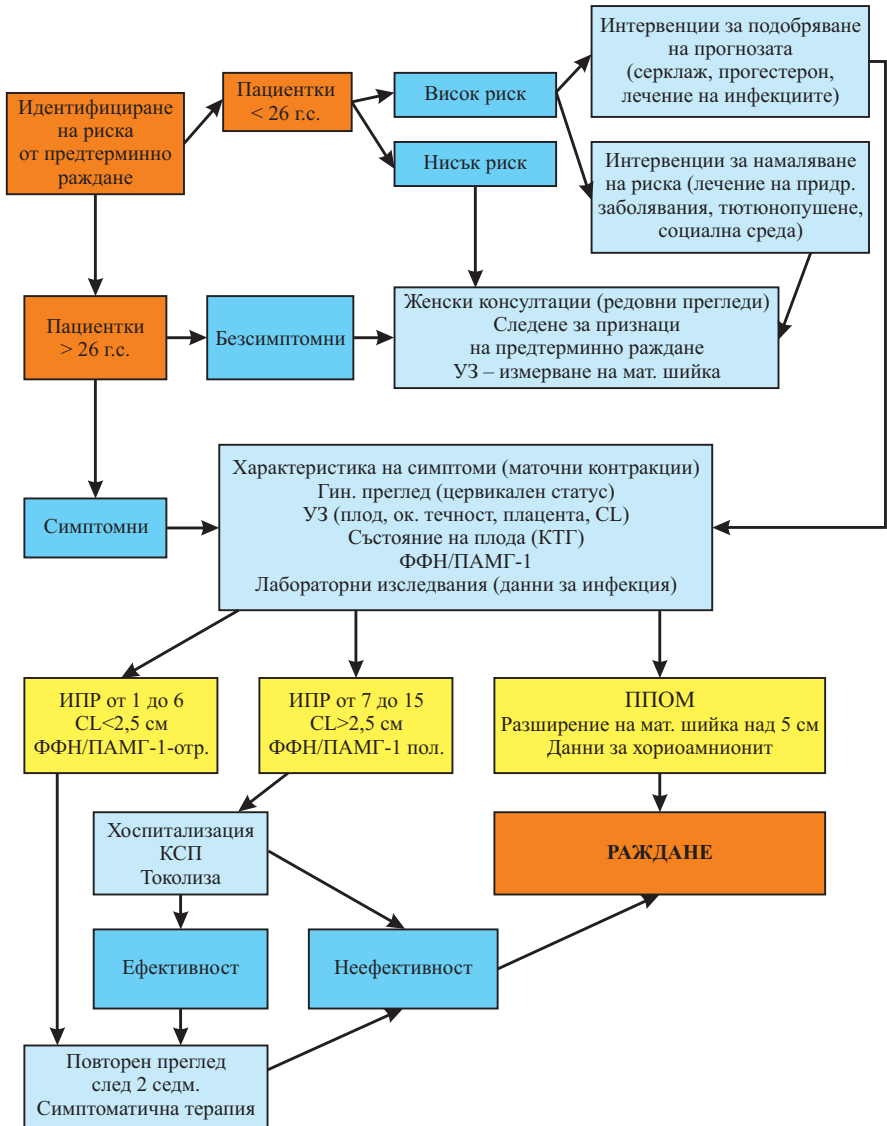 Интервенции за подобряване
на прогнозата
(серклаж, прогестерон,
лечение на инфекциите)
Пациентки
< 26 г.с.
Висок риск
Идентифициране
на риска
от предтерминно
раждане
Нисък риск
Интервенции за намаляване
на риска (лечение на придр.
заболявания, тютюнопушене,
социална среда)
Пациентки
> 26 г.с.
Безсимптомни
Женски консултации (редовни прегледи)
Следене за признаци
на предтерминно раждане
УЗ – измерване на мат. шийка
Симптомни
Характеристика на симптоми (маточни контракции)
Гин. преглед (цервикален статус)
УЗ (плод, ок. течност, плацента, CL)
Състояние на плода (КТГ)
ФФН/ПАМГ-1
Лабораторни изследвания (данни за инфекция)
ИПР от 1 до 6
CL<2,5 см
ФФН/ПАМГ-1-отр.
ИПР от 7 до 15
CL>2,5 см
ФФН/ПАМГ-1 пол.
ППОМ
Разширение на мат. шийка над 5 см
Данни за хориоамнионит
Хоспитализация
КСП
Токолиза
РАЖДАНЕ
Ефективност
Неефективност
Повторен преглед
след 2 седм.
Симптоматична терапия